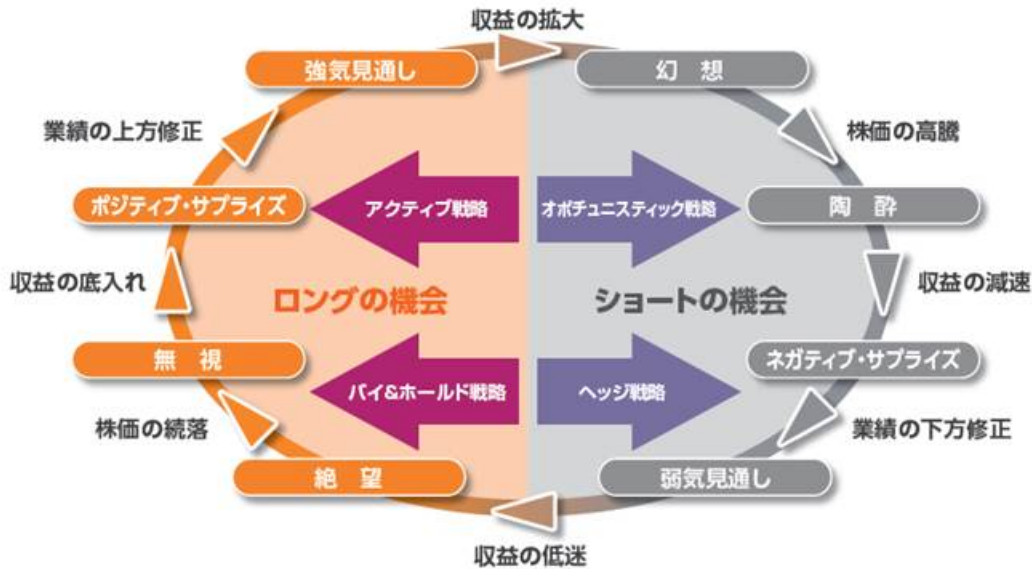 収益の拡大
強気見通し
幻 想
業績の上方修正
株価の高騰
ポジティブ・サプライズ
アクティブ戦略
オポチュニスティック戦略
陶 酔
収益の底入れ
ロングの機会
ショートの機会
収益の減速
無 視
バイ&ホールド戦略
ヘッジ戦略
ネガティブ・サプライズ
株価の続落
業績の下方修正
絶 望
弱気見通し
収益の低迷